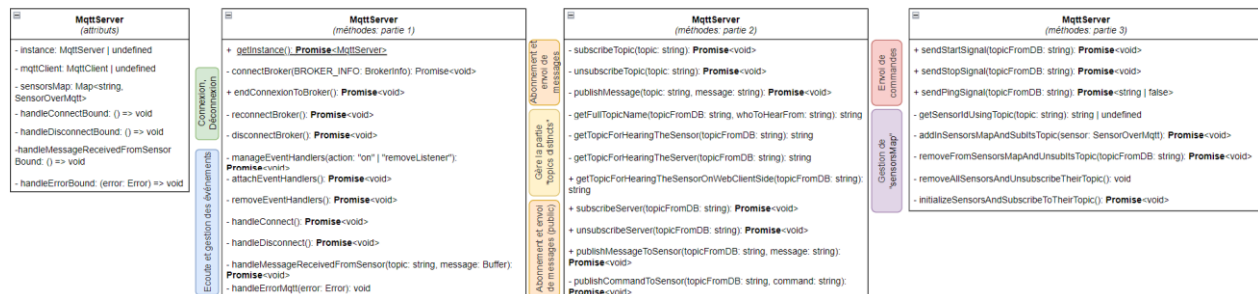 MqttServer
(attributs)
- instance: MqttServer | undefined
- mqttClient: MqttClient | undefined
- sensorsMap: Map<string,
SensorOverMqtt>
- handleConnectBound: () => void
- handleDisconnectBound: () => void
-handleMessageReceivedFromSensor
Bound: () => void
- handleErrorBound: (error: Error) => void
Connexion,
Déconnexion
Ecoute et gestion des événements
MqttServer
(méthodes: partie 1)
+ getInstance(): Promise<MqttServer>
- connectBroker(BROKER_INFO: BrokerInfo): Promise<void>
+ endConnectionToBroker(): Promise<void>
- reconnectBroker(): Promise<void>
- disconnectBroker(): Promise<void>
- manageEventHandlers(action: "on" | "removeListener"):
Promise<void>
- attachEventHandlers(): Promise<void>
- removeEventHandlers(): Promise<void>
- handleConnect(): Promise<void>
- handleDisconnect(): Promise<void>
- handleMessageReceivedFromSensor(topic: string, message: Buffer):
Promise<void>
- handleErrorMqtt(error: Error): void
Abonnement et
envoi de
messages
Gère la partie
"topics distincts"
Abonnement et envoi
de messages (public)
MqttServer
(méthodes: partie 2)
- subscribeTopic(topic: string): Promise<void>
- unsubscribeTopic(topic: string): Promise<void>
- publishMessage(topic: string, message: string): Promise<void>
- getFullTopicName(topicFromDB: string, whoToHearFrom: string): string
- getTopicForHearingTheSensor(topicFromDB: string): string
- getTopicForHearingTheServer(topicFromDB: string): string
+ getTopicForHearingTheSensorOnWebClientSide(topicFromDB: string):
string
+ subscribeServer(topicFromDB: string): Promise<void>
+ unsubscribeServer(topicFromDB: string): Promise<void>
+ publishMessageToSensor(topicFromDB: string, message: string):
Promise<void>
- publishCommandToSensor(topicFromDB: string, command: string):
Promise<void>
Envoi de
commandes
Gestion de
"sensorsMap"
MqttServer
(méthodes: partie 3)
+ sendStartSignal(topicFromDB: string): Promise<void>
+ sendStopSignal(topicFromDB: string): Promise<void>
+ sendPingSignal(topicFromDB: string): Promise<string | false>
- getSensorIdUsingTopic(topic: string): string | undefined
+ addInSensorsMapAndSubItsTopic(sensor: SensorOverMqtt): Promise<void>
- removeFromSensorsMapAndUnsubItsTopic(topic: string): Promise<void>
- removeAllSensorsAndUnsubscribeTheirTopic(): void
- initializeSensorsAndSubscribeToTheirTopic(): Promise<void>